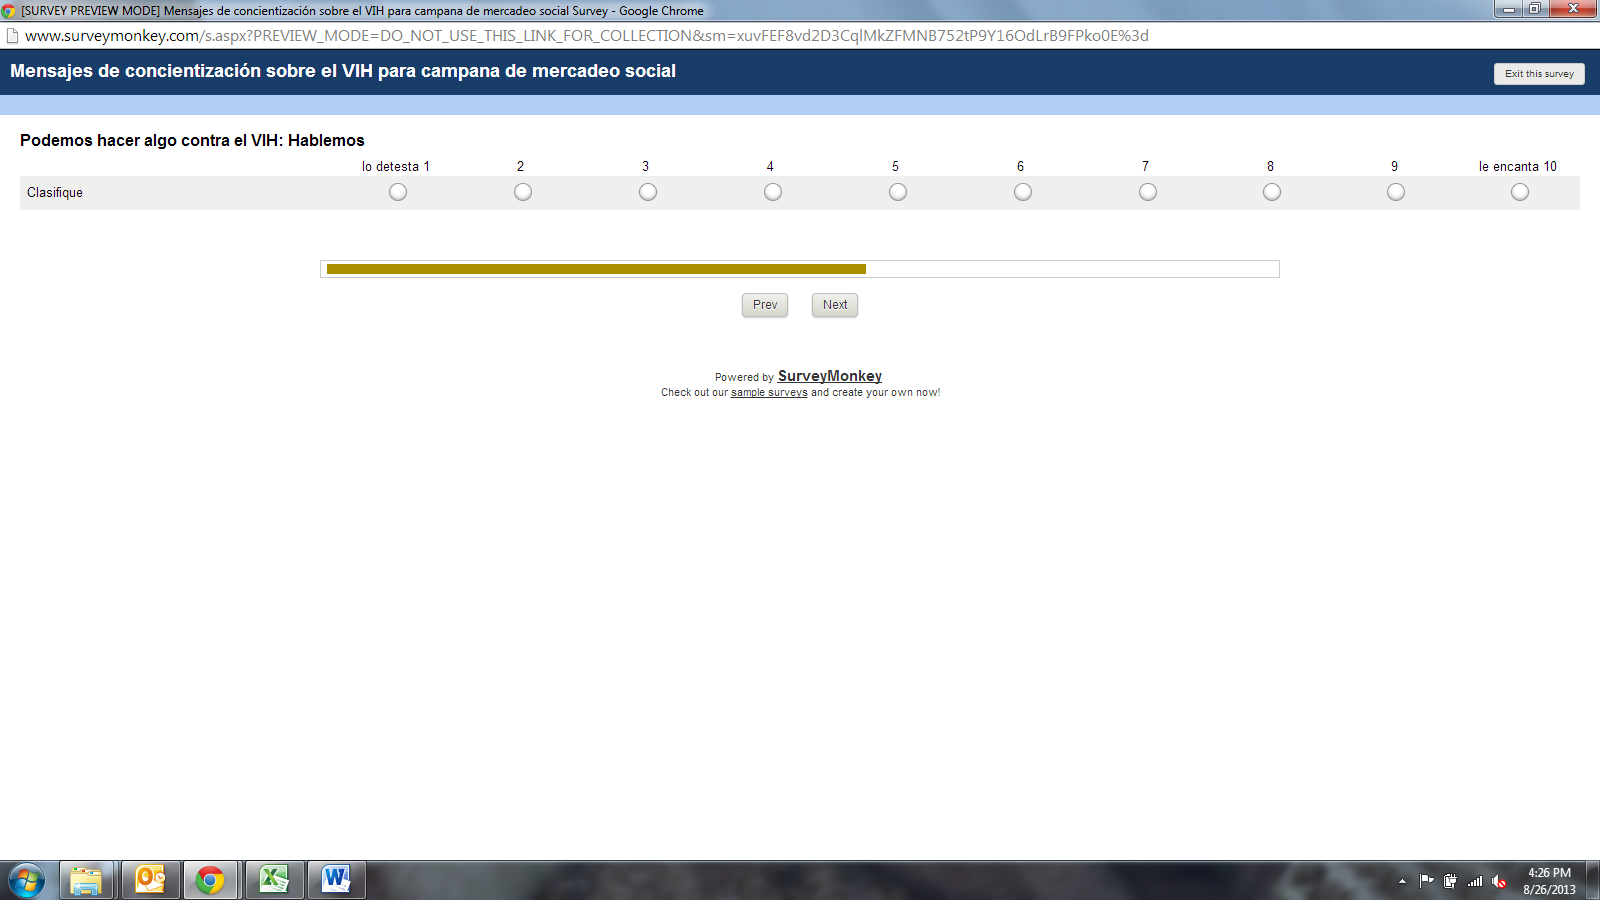 [SURVEY PREVIEW MODE] Mensajes de concientización sobre el VIH para campana de mercadeo social Survey - Google Chrome
www.surveymonkey.com/s.aspx?PREVIEW_MODE=DO_NOT_USE_THIS_LINK_FOR_COLLECTION&sm=xuvFEF8vd2D3CqlMkZFMNB752tP9Y16OdLrB9FPko0E%3d
Mensajes de concientización sobre el VIH para campana de mercadeo social
Exit this survey
Podemos hacer algo contra el VIH: Hablemos
lo detesta 1 2 3 4 5 6 7 8 9 le encanta 10
Clasifique
Prev Next
Powered by SurveyMonkey
Check out our sample surveys and create your own now!
4:26 PM
8/26/2013